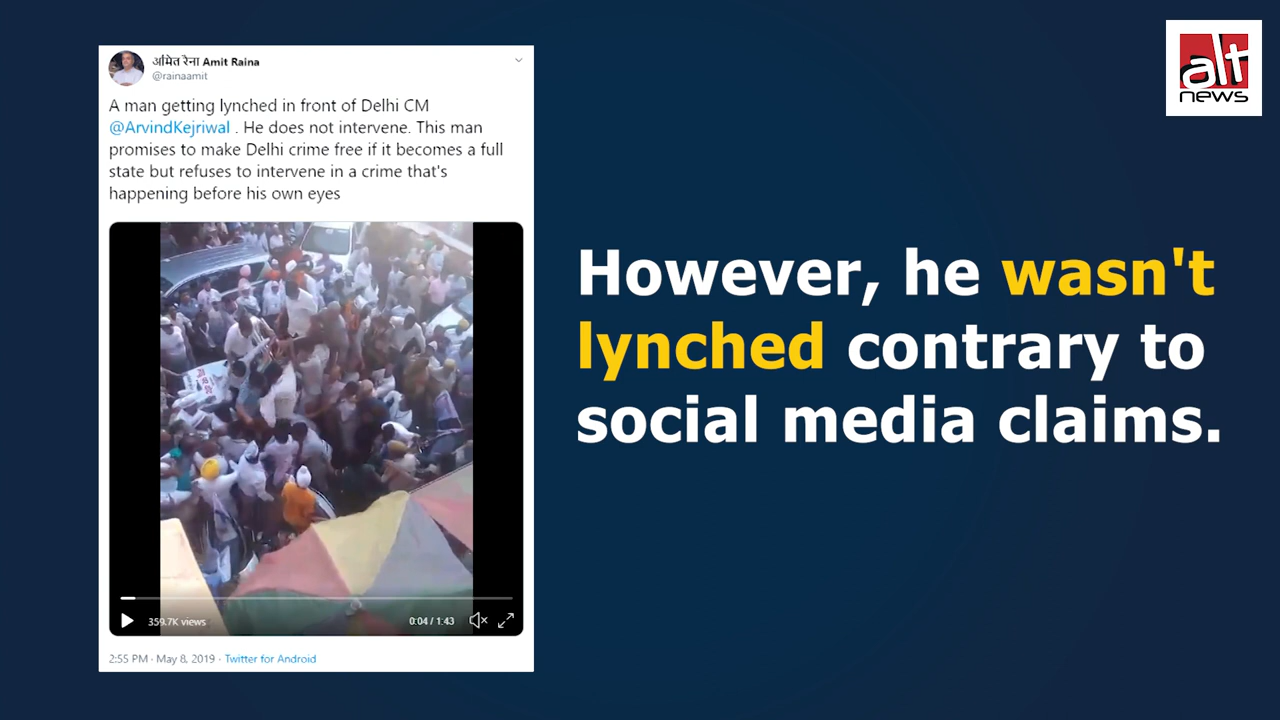 अमित रैना Amit Raina
@rainaamit
A man getting lynched in front of Delhi CM
@ArvindKejriwal . He does not intervene. This man
promises to make Delhi crime free if it becomes a full
state but refuses to intervene in a crime that's
happening before his own eyes
359.7K views
0:04 / 1:43
2:55 PM · May 8, 2019 · Twitter for Android
However, he wasn't
lynched contrary to
social media claims.
alt
news